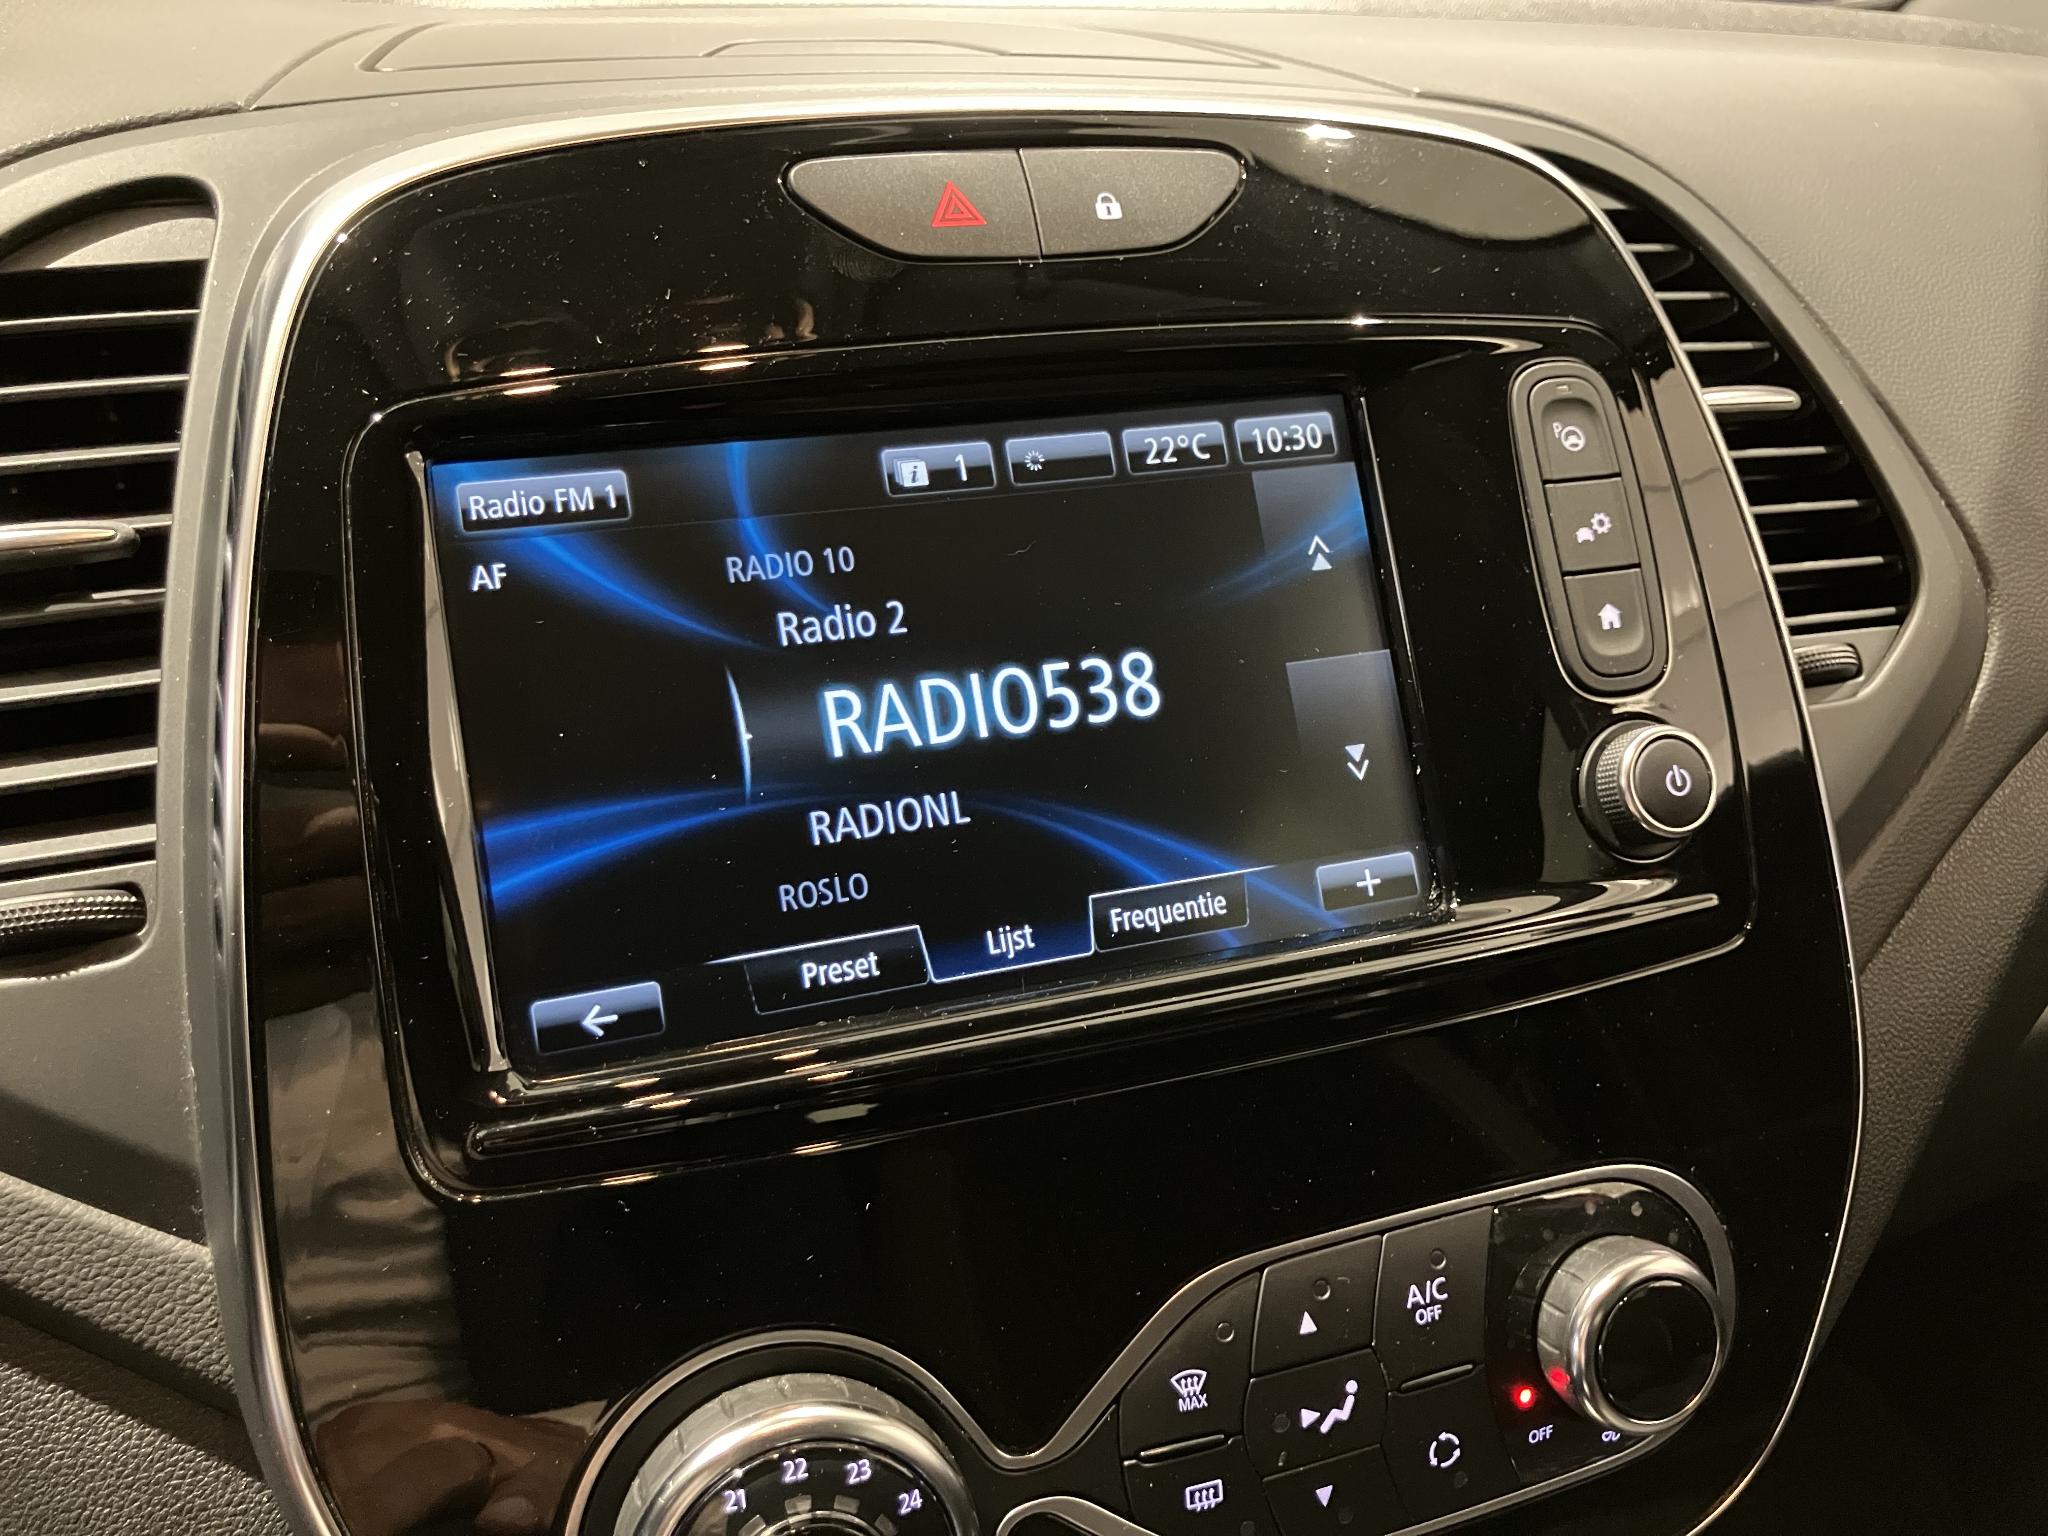 Radio FM 1
1
22°C
10:30
AF
RADIO 10
Radio 2
RADIO538
RADIONL
ROSLO
Preset
Lijst
Frequentie
+
P
A/C
OFF
MAX
OFF
21
22
23
24